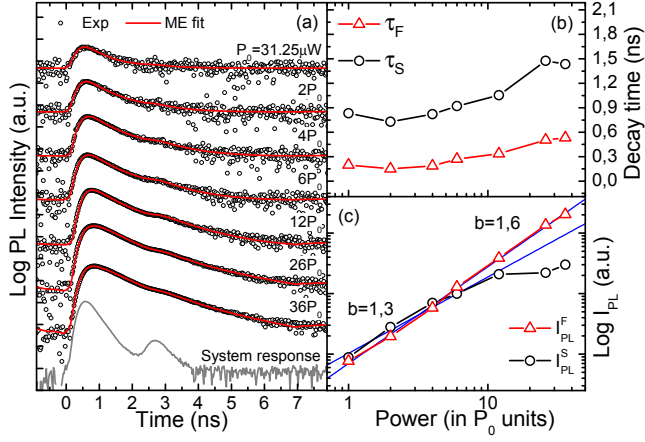 Exp ME fit (a)
P₀=31.25μW
2P₀
4P₀
6P₀
12P₀
26P₀
36P₀
System response
Log PL Intensity (a.u.)
0 1 2 3 4 5 6 7
Time (ns)
τF
τS
(b)
2,1
1,8
1,5
1,2
0,9
0,6
0,3
0,0
Decay time (ns)
(c)
b=1,6
b=1,3
I^F_PL
I^S_PL
Log I_PL (a.u.)
1 10
Power (in P₀ units)